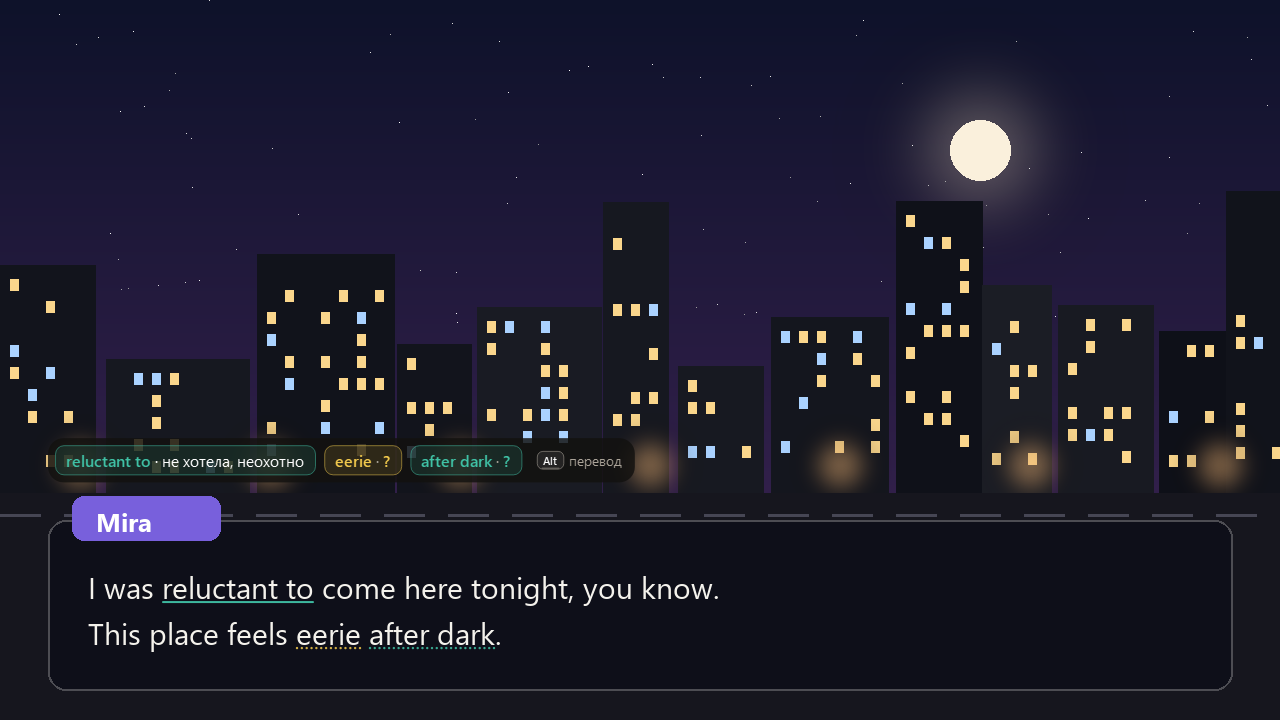 reluctant to · не хотела, неохотно eerie · ? after dark · ? Alt перевод
Mira
I was reluctant to come here tonight, you know.
This place feels eerie after dark.